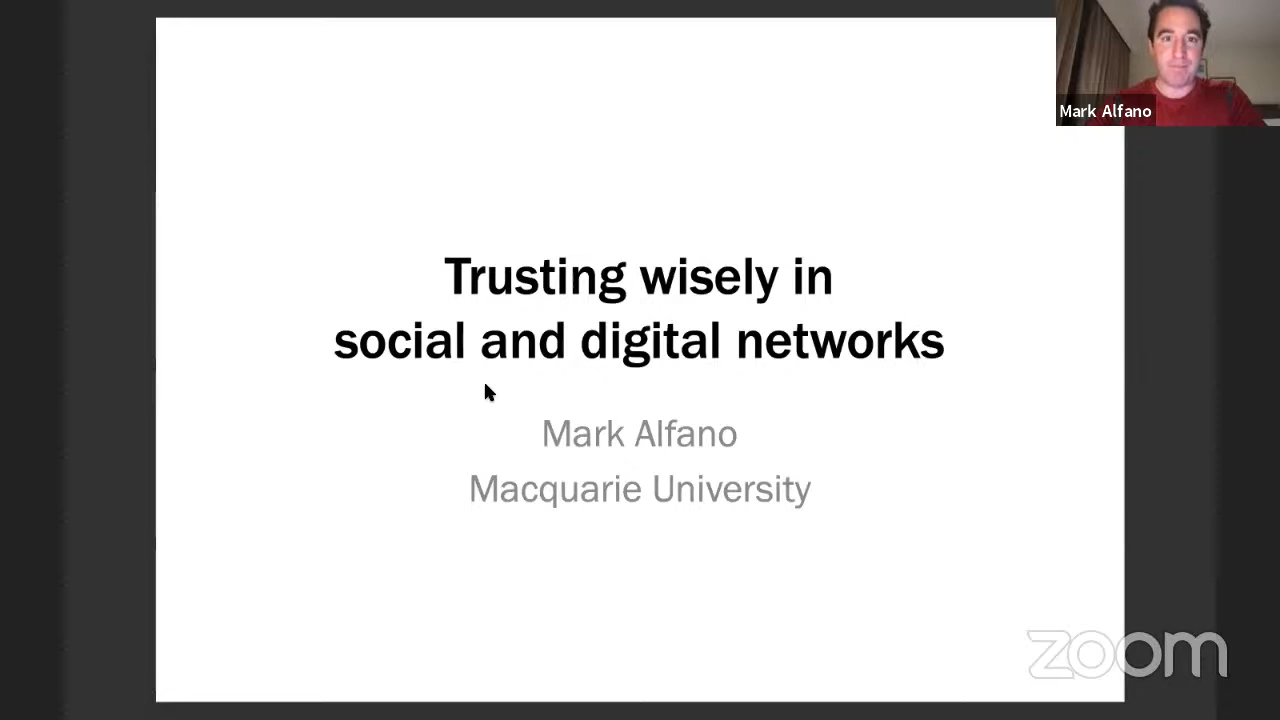 Mark Alfano
Trusting wisely in
social and digital networks
Mark Alfano
Macquarie University
zoom